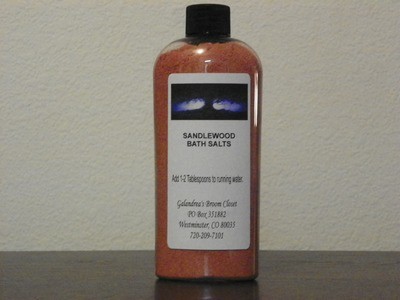 SANDLEWOOD
BATH SALTS
Add 1-2 Tablespoons to running water.
Galandrea's Broom Closet
PO Box 351882
Westminster, CO 80035
720-209-7101